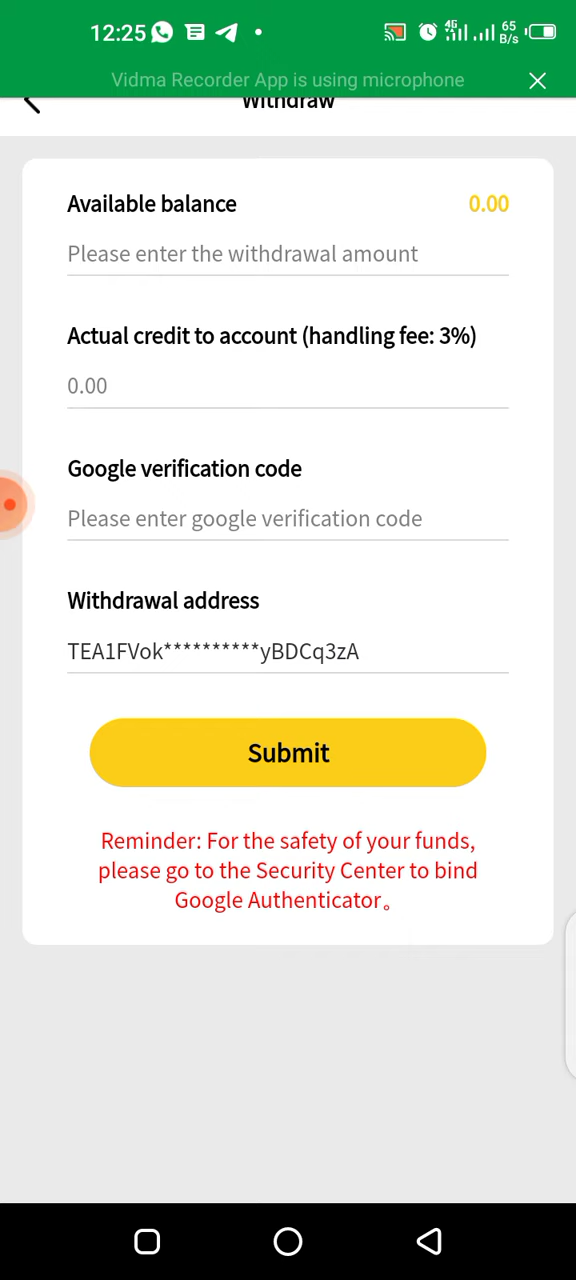 12:25
4G
65
B/s
Vidma Recorder App is using microphone
Withdraw
Available balance 0.00
Please enter the withdrawal amount
Actual credit to account (handling fee: 3%)
0.00
Google verification code
Please enter google verification code
Withdrawal address
TEA1FVok**********yBDCq3zA
Submit
Reminder: For the safety of your funds,
please go to the Security Center to bind
Google Authenticator。